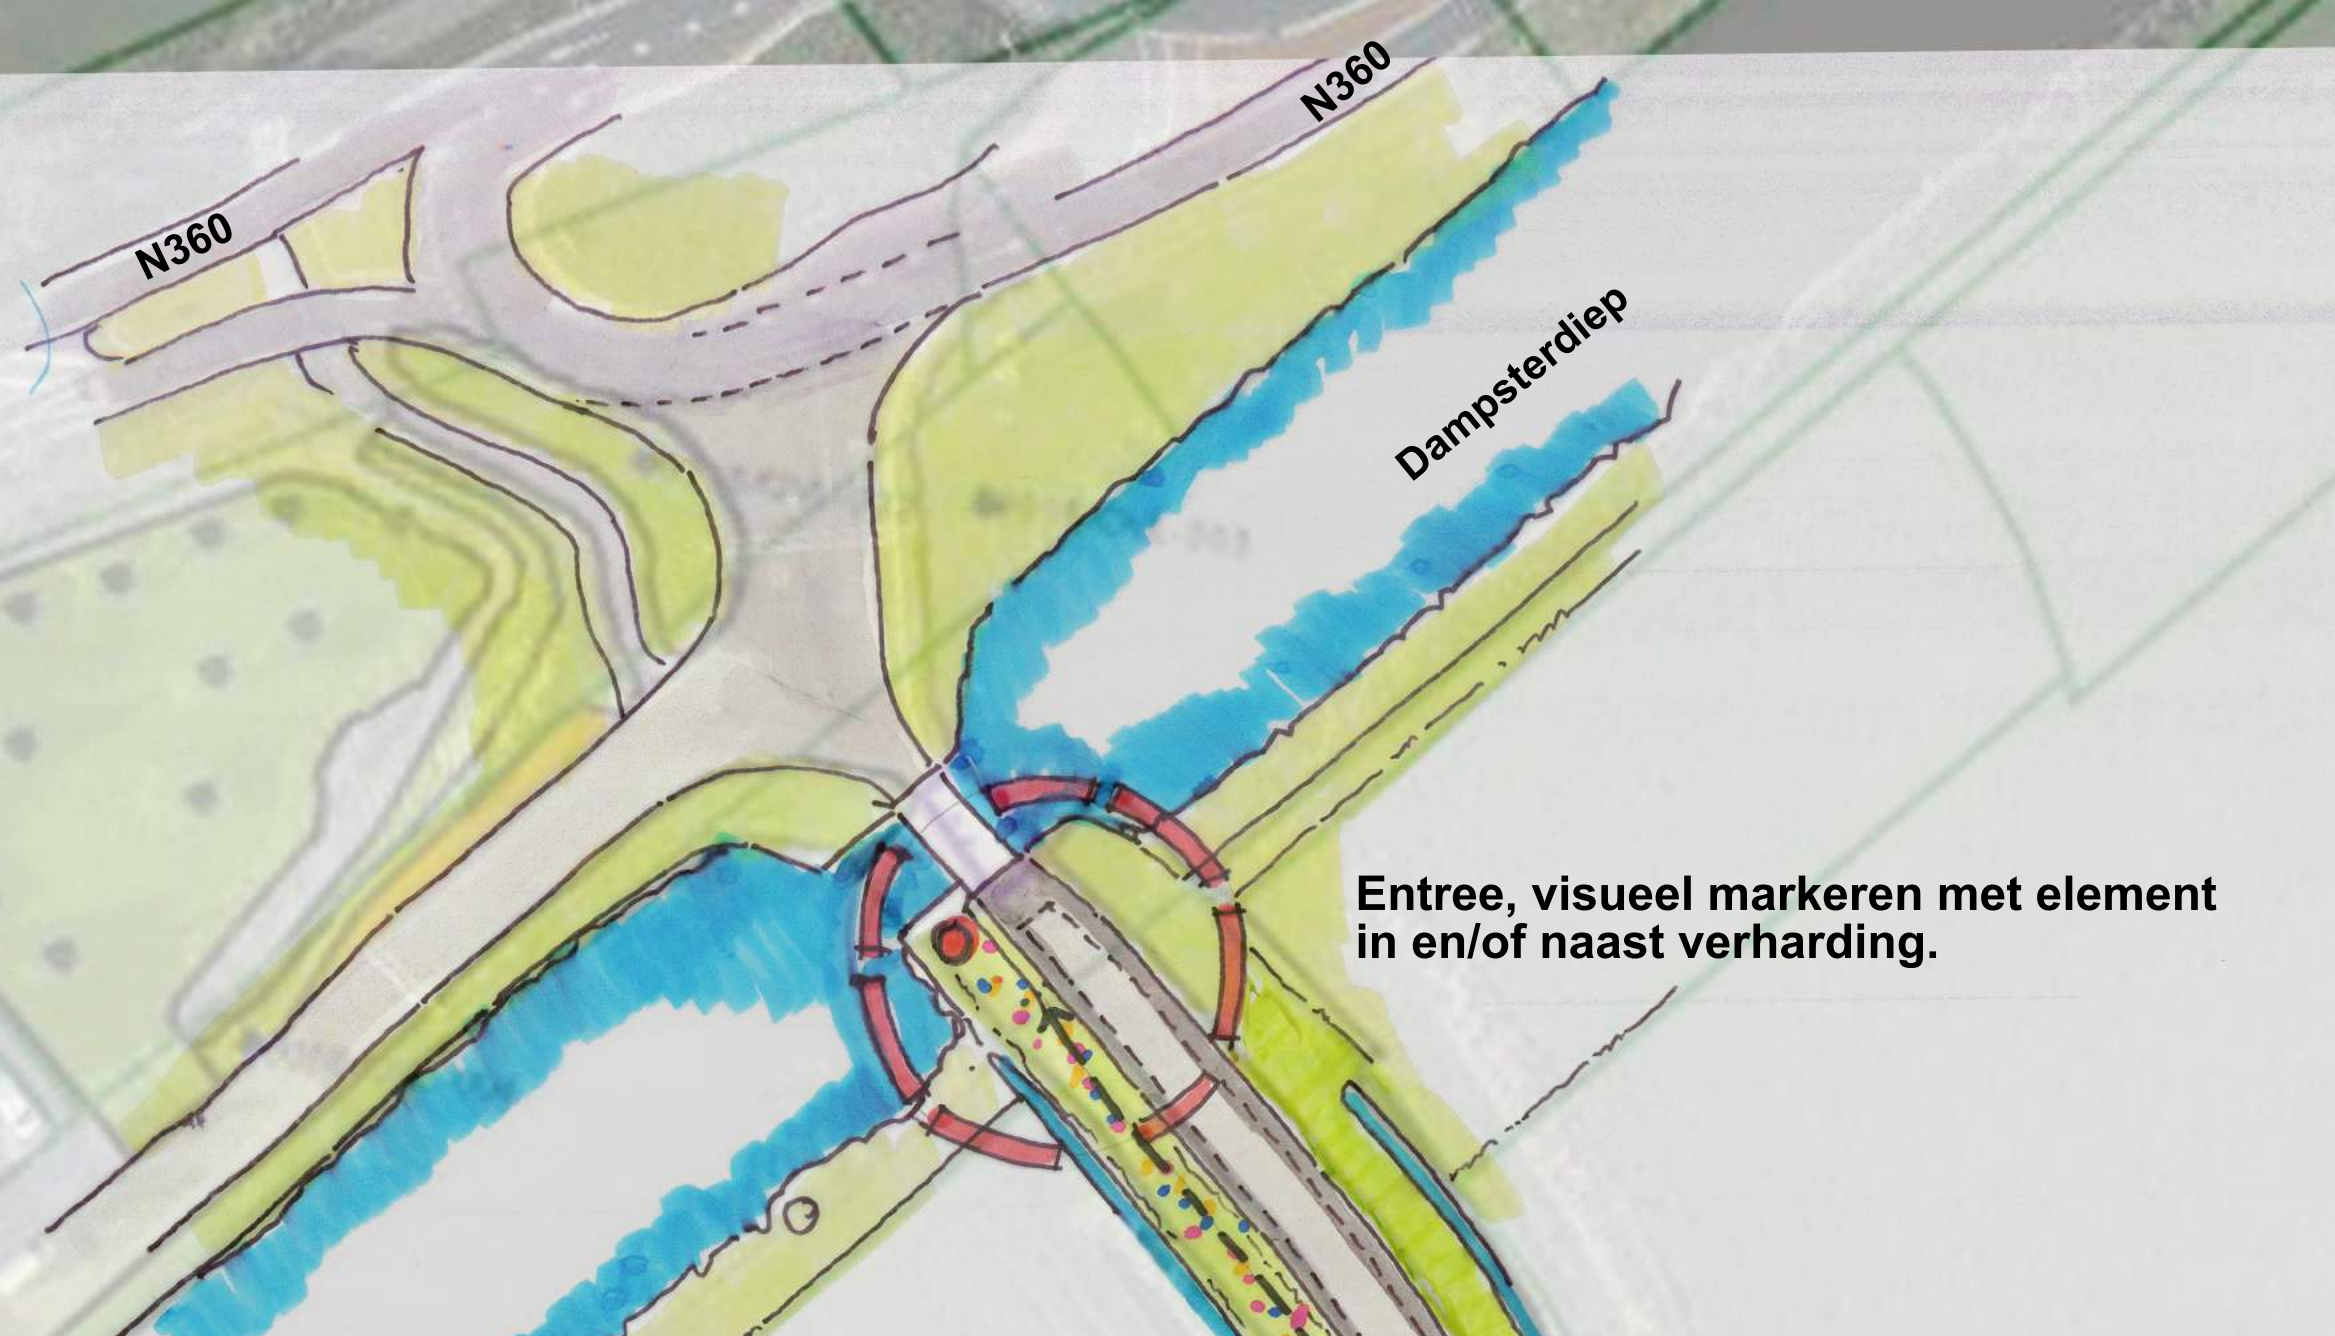 N360
N360
Dampsterdiep
Entree, visueel markeren met element
in en/of naast verharding.